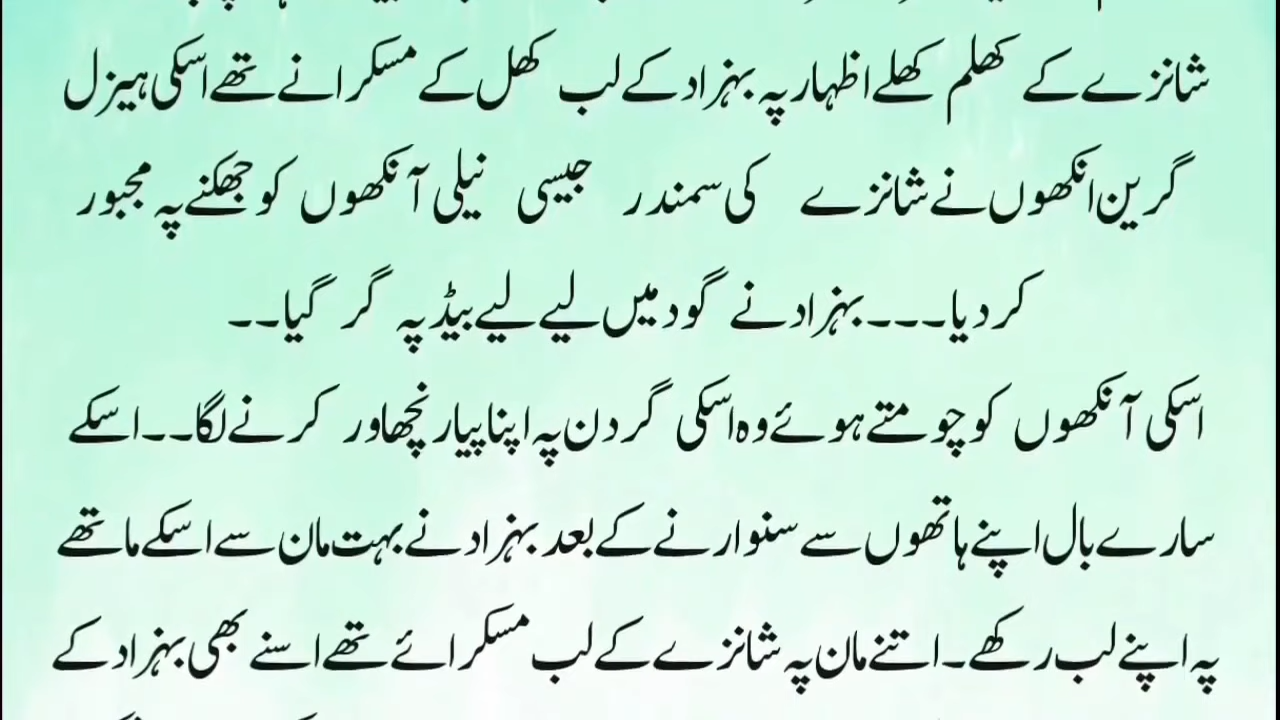 شانزے کے کھلم کھلے اظہار پہ بہزاد کے لب کھل کے مسکرانے تھے اسکی ہیزل
گرین انکھوں نے شانزے کی سمندر جیسی نیلی آنکھوں کو جھکنے پہ مجبور
کر دیا۔۔۔ بہزاد نے گود میں لیے لیے بیڈ پہ گر گیا۔۔
اسکی آنکھوں کو چومتے ہوئے وہ اسکی گردن پہ اپنا پیار نچھاور کرنے لگا۔۔ اسکے
سارے بال اپنے ہاتھوں سے سنوارنے کے بعد بہزاد نے بہت مان سے اسکے ماتھے
پہ اپنے لب رکھے۔ اتنے مان پہ شانزے کے لب مسکرائے تھے اسنے بھی بہزاد کے